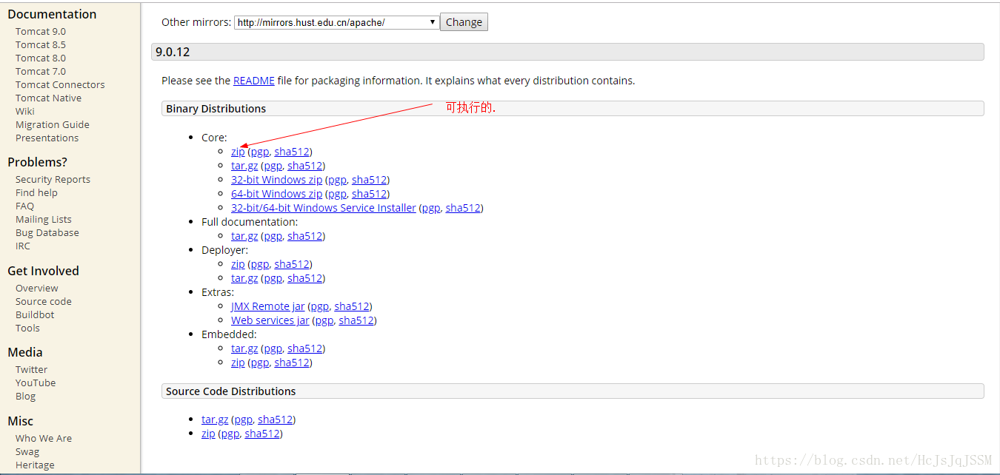 Documentation
Tomcat 9.0
Tomcat 8.5
Tomcat 8.0
Tomcat 7.0
Tomcat Connectors
Tomcat Native
Wiki
Migration Guide
Presentations
Problems?
Security Reports
Find help
FAQ
Mailing Lists
Bug Database
IRC
Get Involved
Overview
Source code
Buildbot
Tools
Media
Twitter
YouTube
Blog
Misc
Who We Are
Swag
Heritage
Other mirrors: http://mirrors.hust.edu.cn/apache/ Change
9.0.12
Please see the README file for packaging information. It explains what every distribution contains.
Binary Distributions
可执行的.
Core:
zip (pgp, sha512)
tar.gz (pgp, sha512)
32-bit Windows zip (pgp, sha512)
64-bit Windows zip (pgp, sha512)
32-bit/64-bit Windows Service Installer (pgp, sha512)
Full documentation:
tar.gz (pgp, sha512)
Deployer:
zip (pgp, sha512)
tar.gz (pgp, sha512)
Extras:
JMX Remote jar (pgp, sha512)
Web services jar (pgp, sha512)
Embedded:
tar.gz (pgp, sha512)
zip (pgp, sha512)
Source Code Distributions
tar.gz (pgp, sha512)
zip (pgp, sha512)
https://blog.csdn.net/HcJsJqJSSM